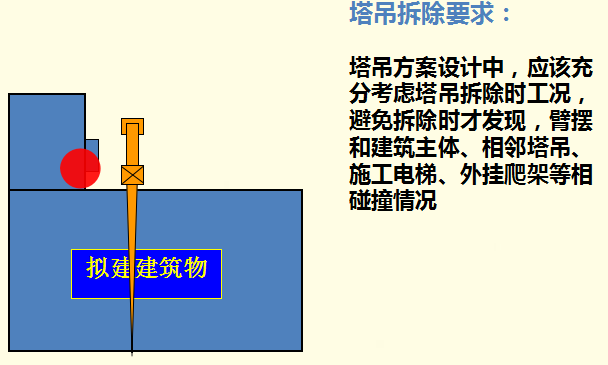 塔吊拆除要求：
塔吊方案设计中，应该充
分考虑塔吊拆除时工况，
避免拆除时才发现，臂摆
和建筑主体、相邻塔吊、
施工电梯、外挂爬架等相
碰撞情况
拟建建筑物